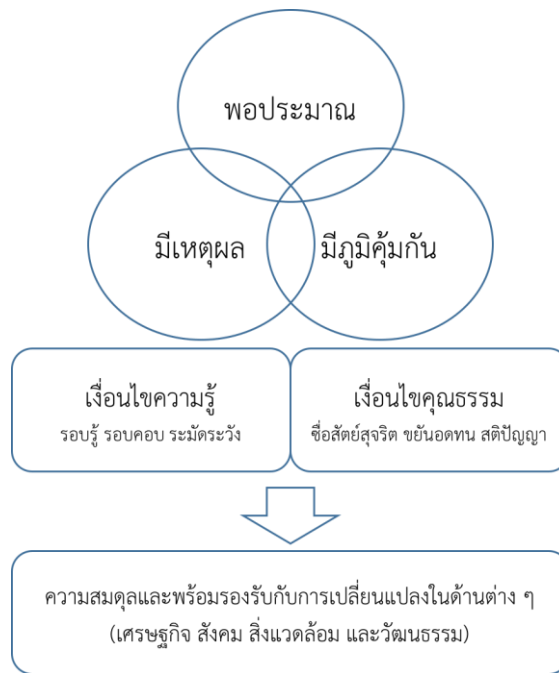 พอประมาณ
มีเหตุผล
มีภูมิคุ้มกัน
เงื่อนไขความรู้
รอบรู้ รอบคอบ ระมัดระวัง
เงื่อนไขคุณธรรม
ซื่อสัตย์สุจริต ขยันอดทน สติปัญญา
ความสมดุลและพร้อมรองรับกับการเปลี่ยนแปลงในด้านต่าง ๆ
(เศรษฐกิจ สังคม สิ่งแวดล้อม และวัฒนธรรม)